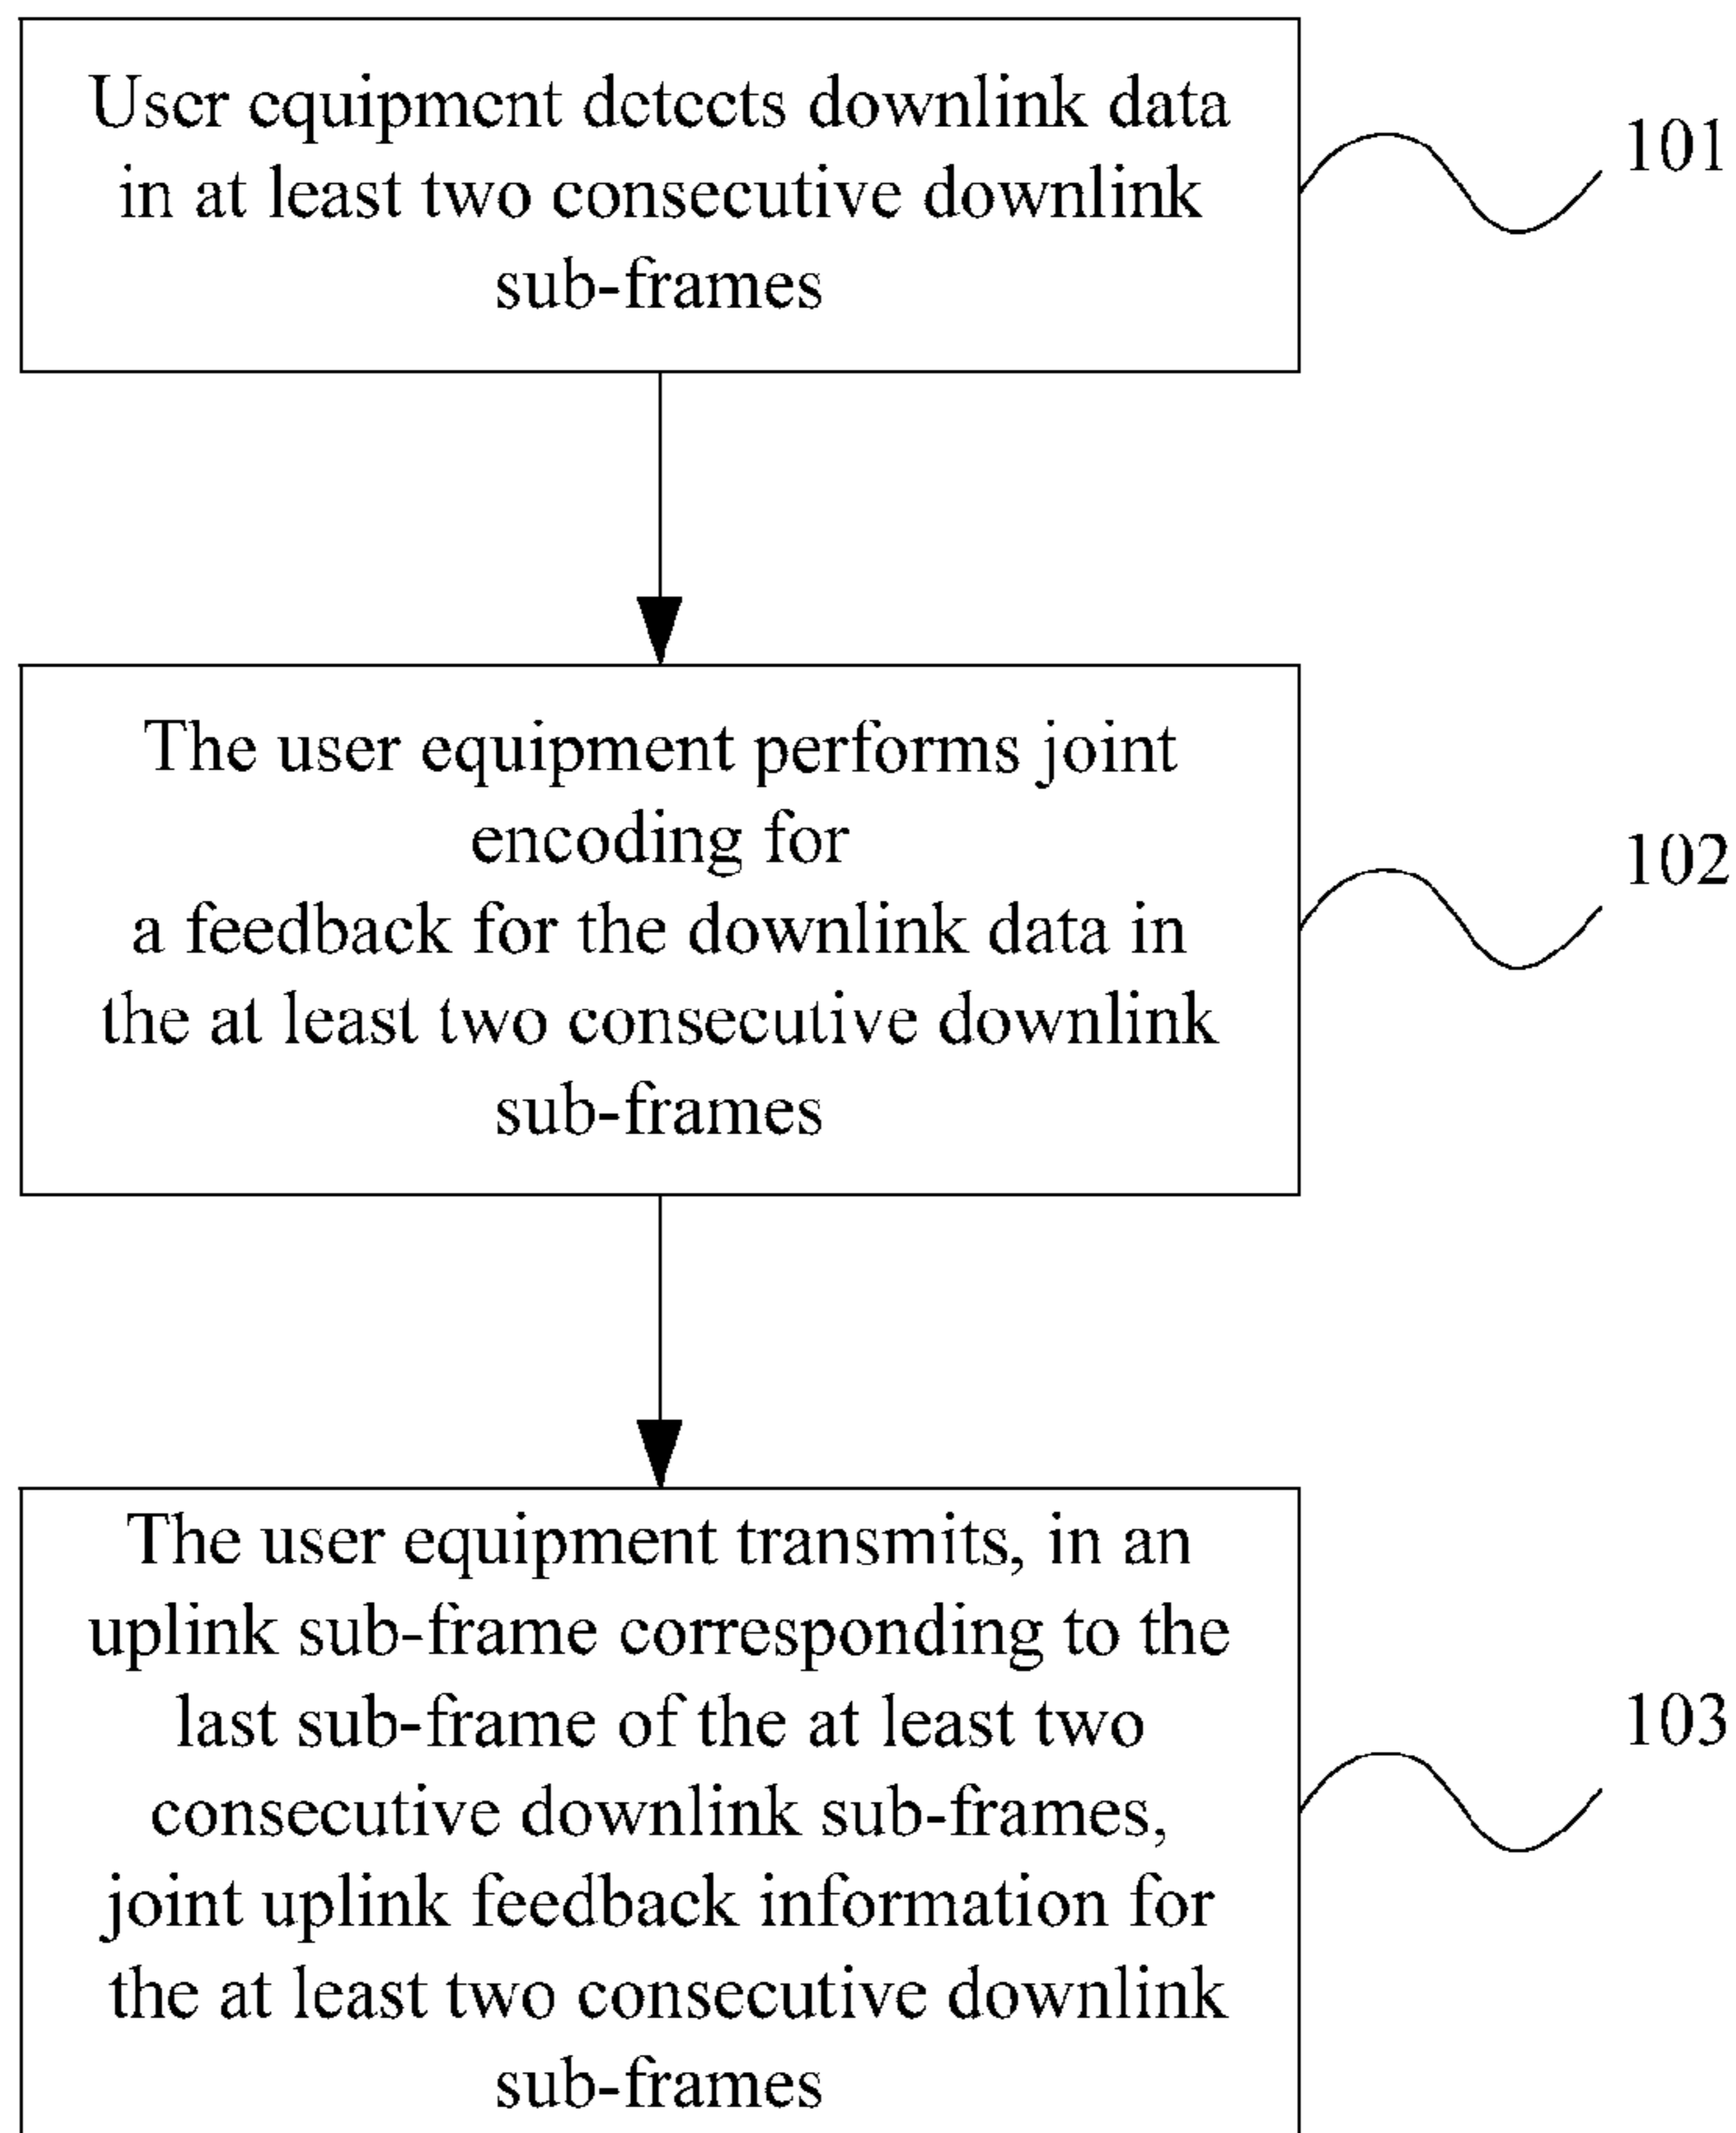 User equipment detects downlink data
in at least two consecutive downlink
sub-frames
101
The user equipment performs joint
encoding for
a feedback for the downlink data in
the at least two consecutive downlink
sub-frames
102
The user equipment transmits, in an
uplink sub-frame corresponding to the
last sub-frame of the at least two
consecutive downlink sub-frames,
joint uplink feedback information for
the at least two consecutive downlink
sub-frames
103